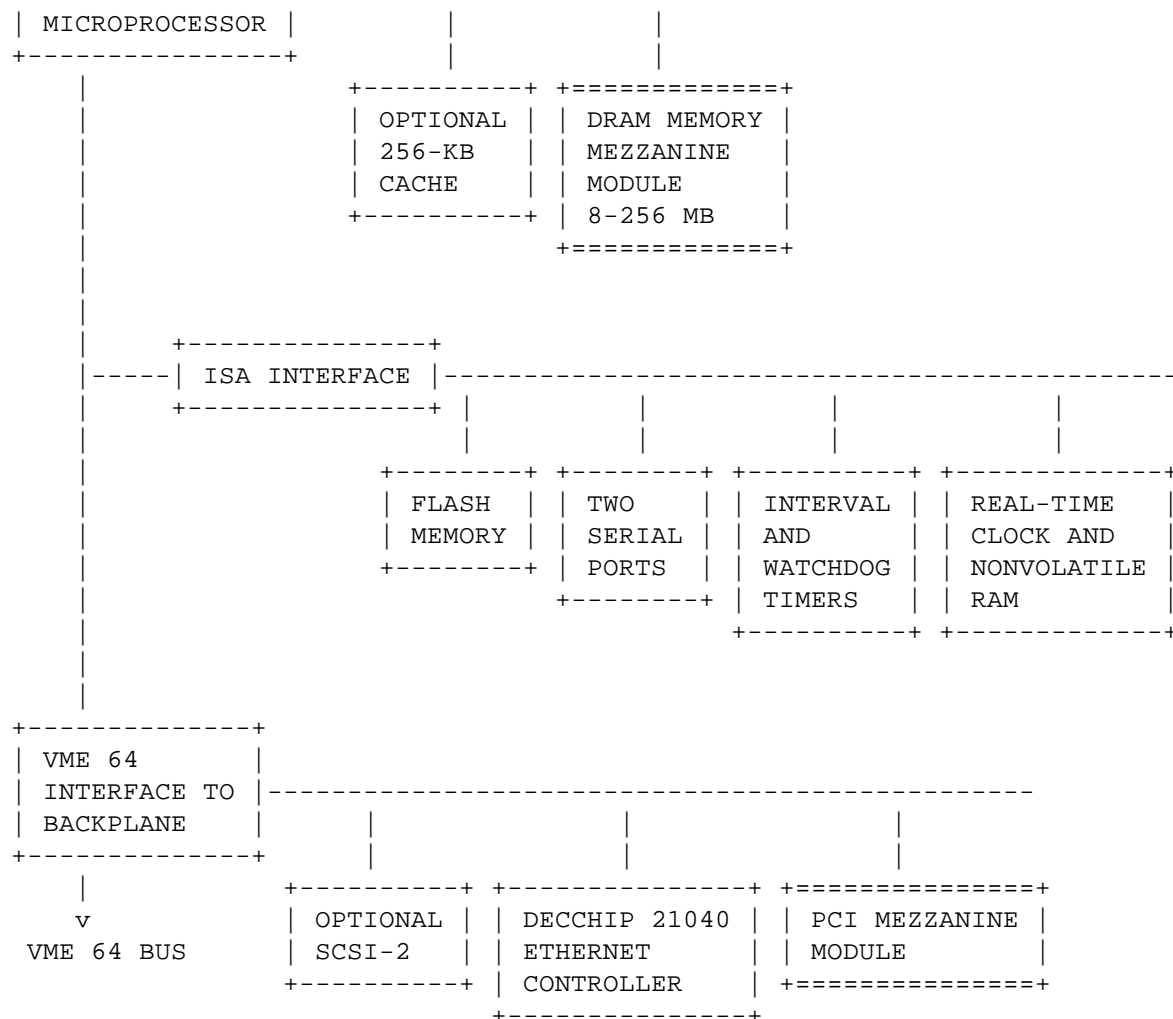 MICROPROCESSOR
OPTIONAL
256-KB
CACHE
DRAM MEMORY
MEZZANINE
MODULE
8-256 MB
ISA INTERFACE
FLASH
MEMORY
TWO
SERIAL
PORTS
INTERVAL
AND
WATCHDOG
TIMERS
REAL-TIME
CLOCK AND
NONVOLATILE
RAM
VME 64
INTERFACE TO
BACKPLANE
v
VME 64 BUS
OPTIONAL
SCSI-2
DECCHIP 21040
ETHERNET
CONTROLLER
PCI MEZZANINE
MODULE